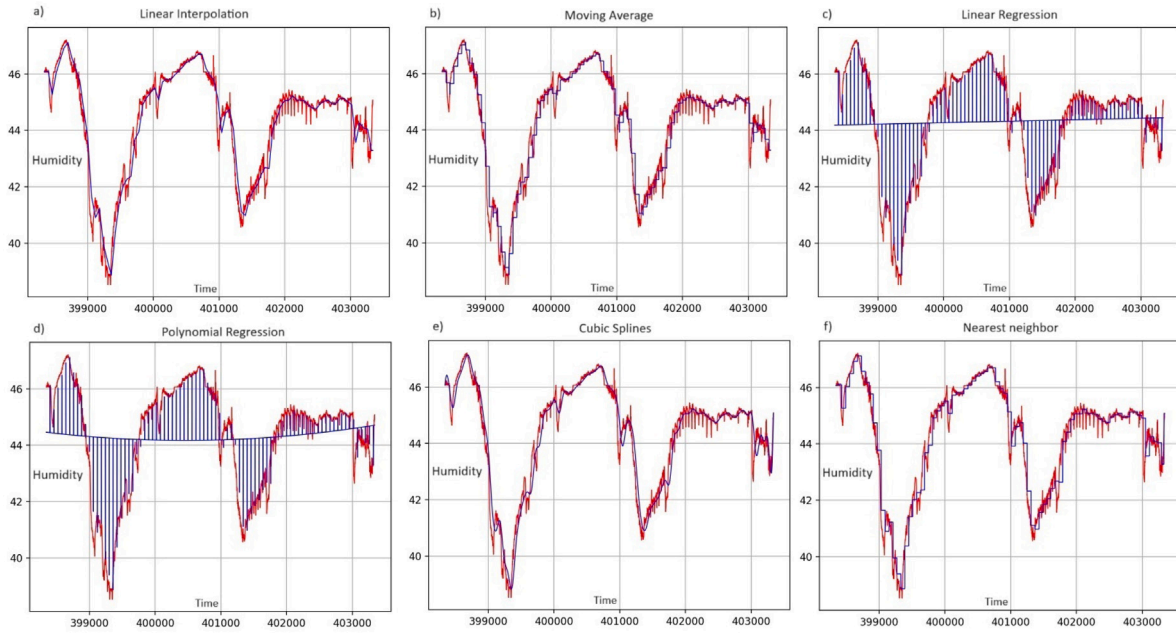 a) Linear Interpolation
46
44
42
40
Humidity
Time
399000 400000 401000 402000 403000
b) Moving Average
46
44
42
40
Humidity
Time
399000 400000 401000 402000 403000
c) Linear Regression
46
44
42
40
Humidity
Time
399000 400000 401000 402000 403000
d) Polynomial Regression
46
44
42
40
Humidity
Time
399000 400000 401000 402000 403000
e) Cubic Splines
46
44
42
40
Humidity
Time
399000 400000 401000 402000 403000
f) Nearest neighbor
46
44
42
40
Humidity
Time
399000 400000 401000 402000 403000